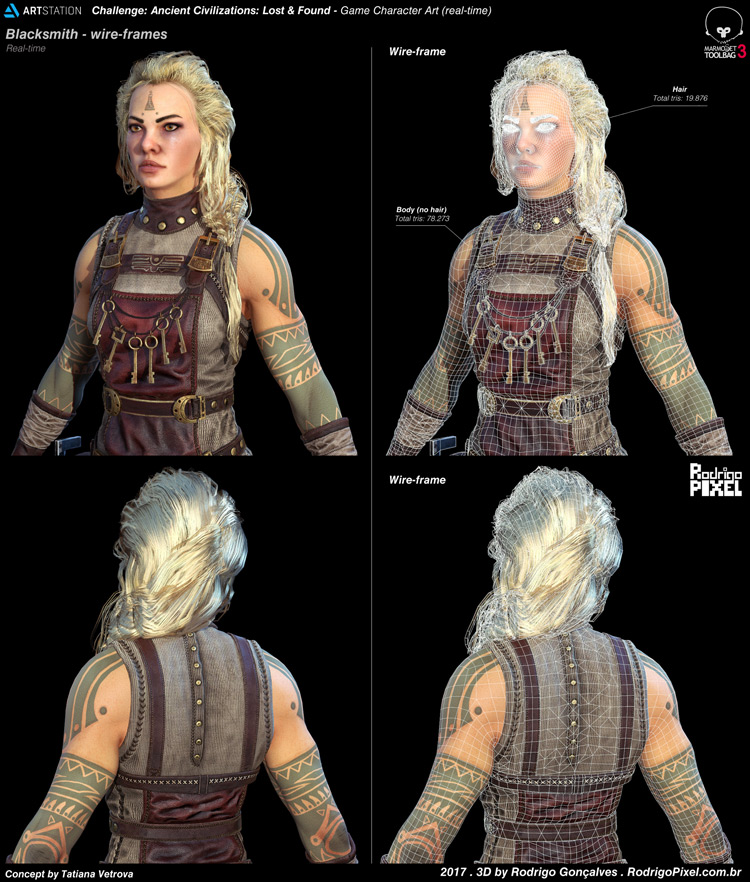 ARTSTATION
Challenge: Ancient Civilizations: Lost & Found - Game Character Art (real-time)
MARMOSET
TOOLBAG 3
Blacksmith - wire-frames
Real-time
Wire-frame
Hair
Total tris: 19.876
Body (no hair)
Total tris: 78.273
Wire-frame
Rodrigo
PIXEL
Concept by Tatiana Vetrova
2017 . 3D by Rodrigo Gonçalves . RodrigoPixel.com.br